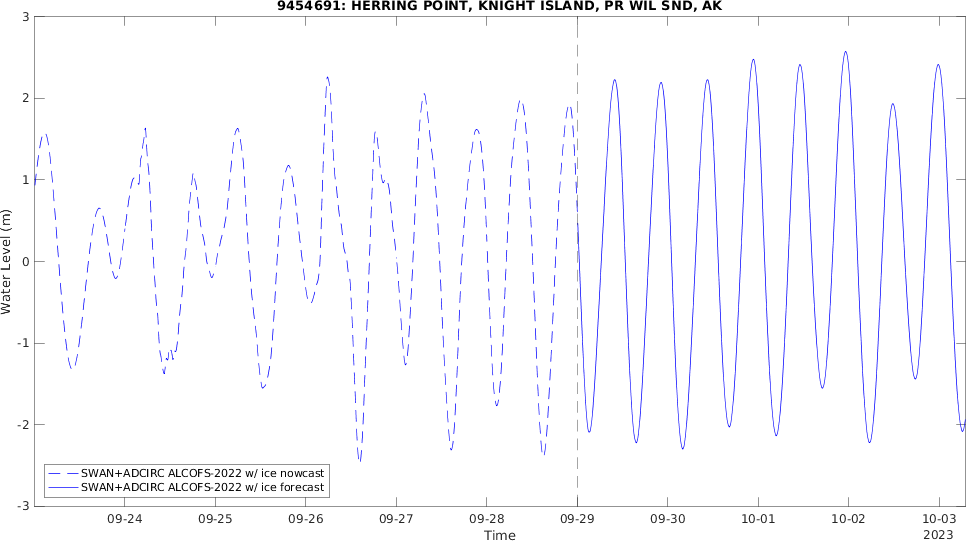 9454691: HERRING POINT, KNIGHT ISLAND, PR WIL SND, AK
3
2
1
0
-1
-2
-3
Water Level (m)
SWAN+ADCIRC ALCOFS-2022 w/ ice nowcast
SWAN+ADCIRC ALCOFS-2022 w/ ice forecast
09-24 09-25 09-26 09-27 09-28 09-29 09-30 10-01 10-02 10-03
Time 2023